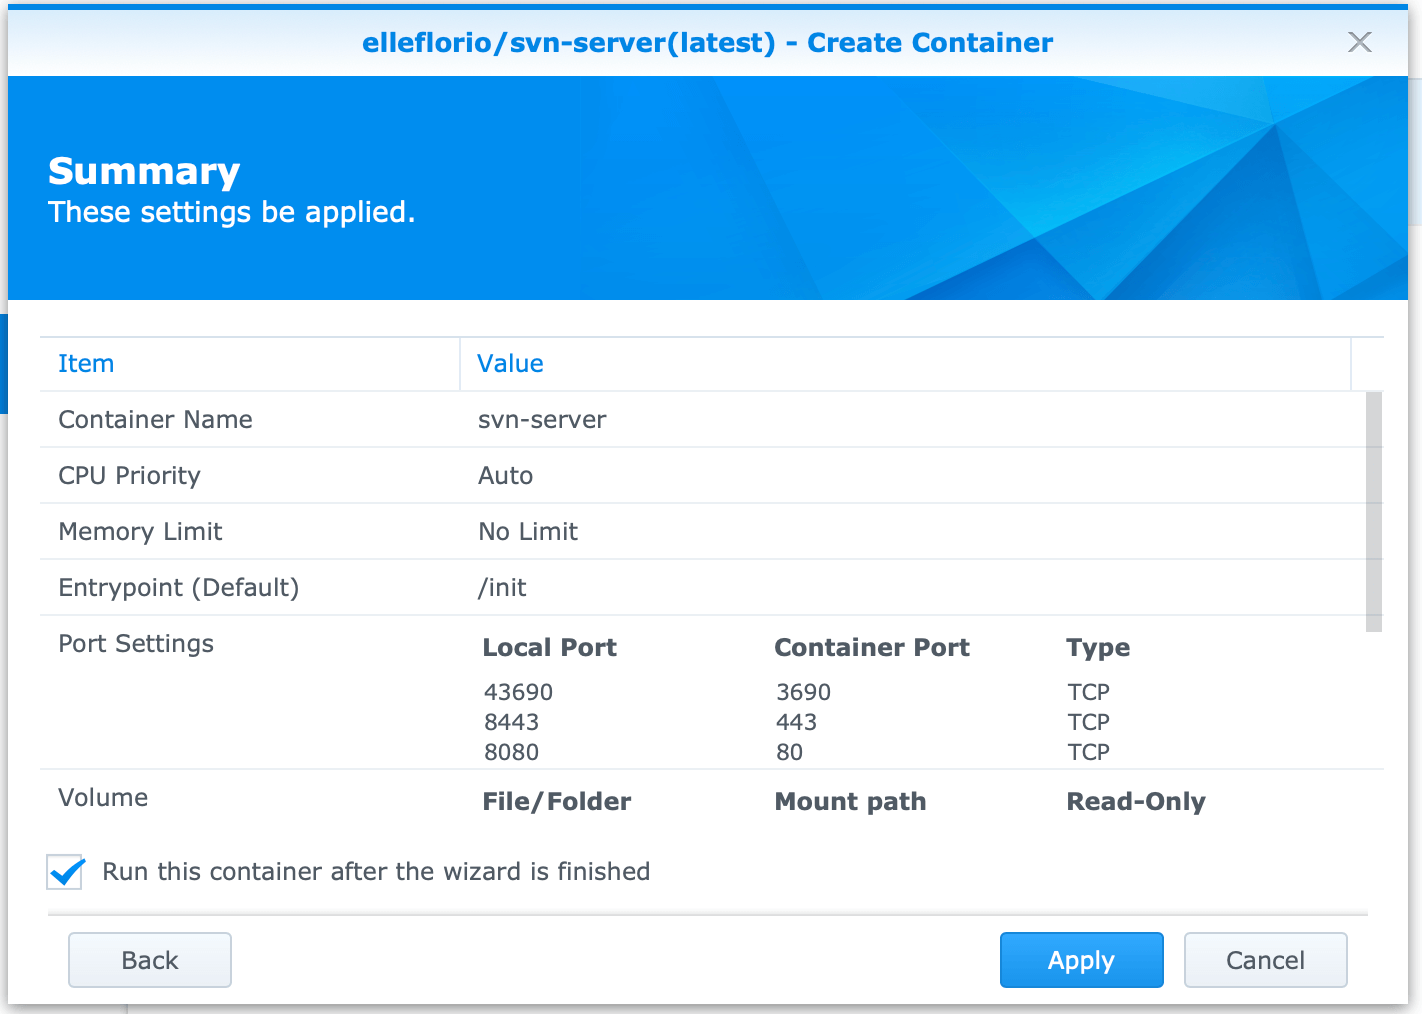 elleflorio/svn-server(latest) - Create Container
Summary
These settings be applied.
Item Value
Container Name svn-server
CPU Priority Auto
Memory Limit No Limit
Entrypoint (Default) /init
Port Settings Local Port Container Port Type
43690 3690 TCP
8443 443 TCP
8080 80 TCP
Volume File/Folder Mount path Read-Only
Run this container after the wizard is finished
Back Apply Cancel